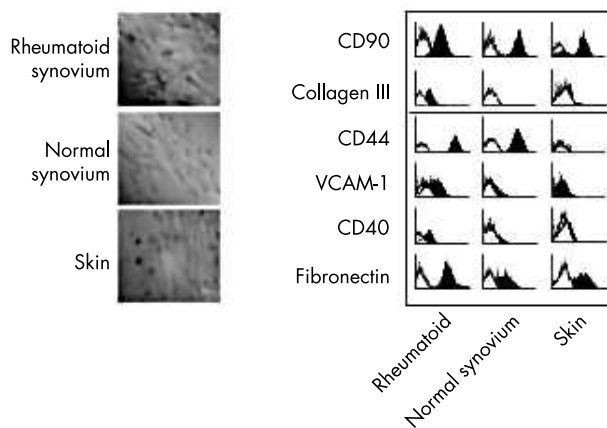 Rheumatoid
synovium
Normal
synovium
Skin
CD90
Collagen III
CD44
VCAM-1
CD40
Fibronectin
Rheumatoid
Normal synovium
Skin